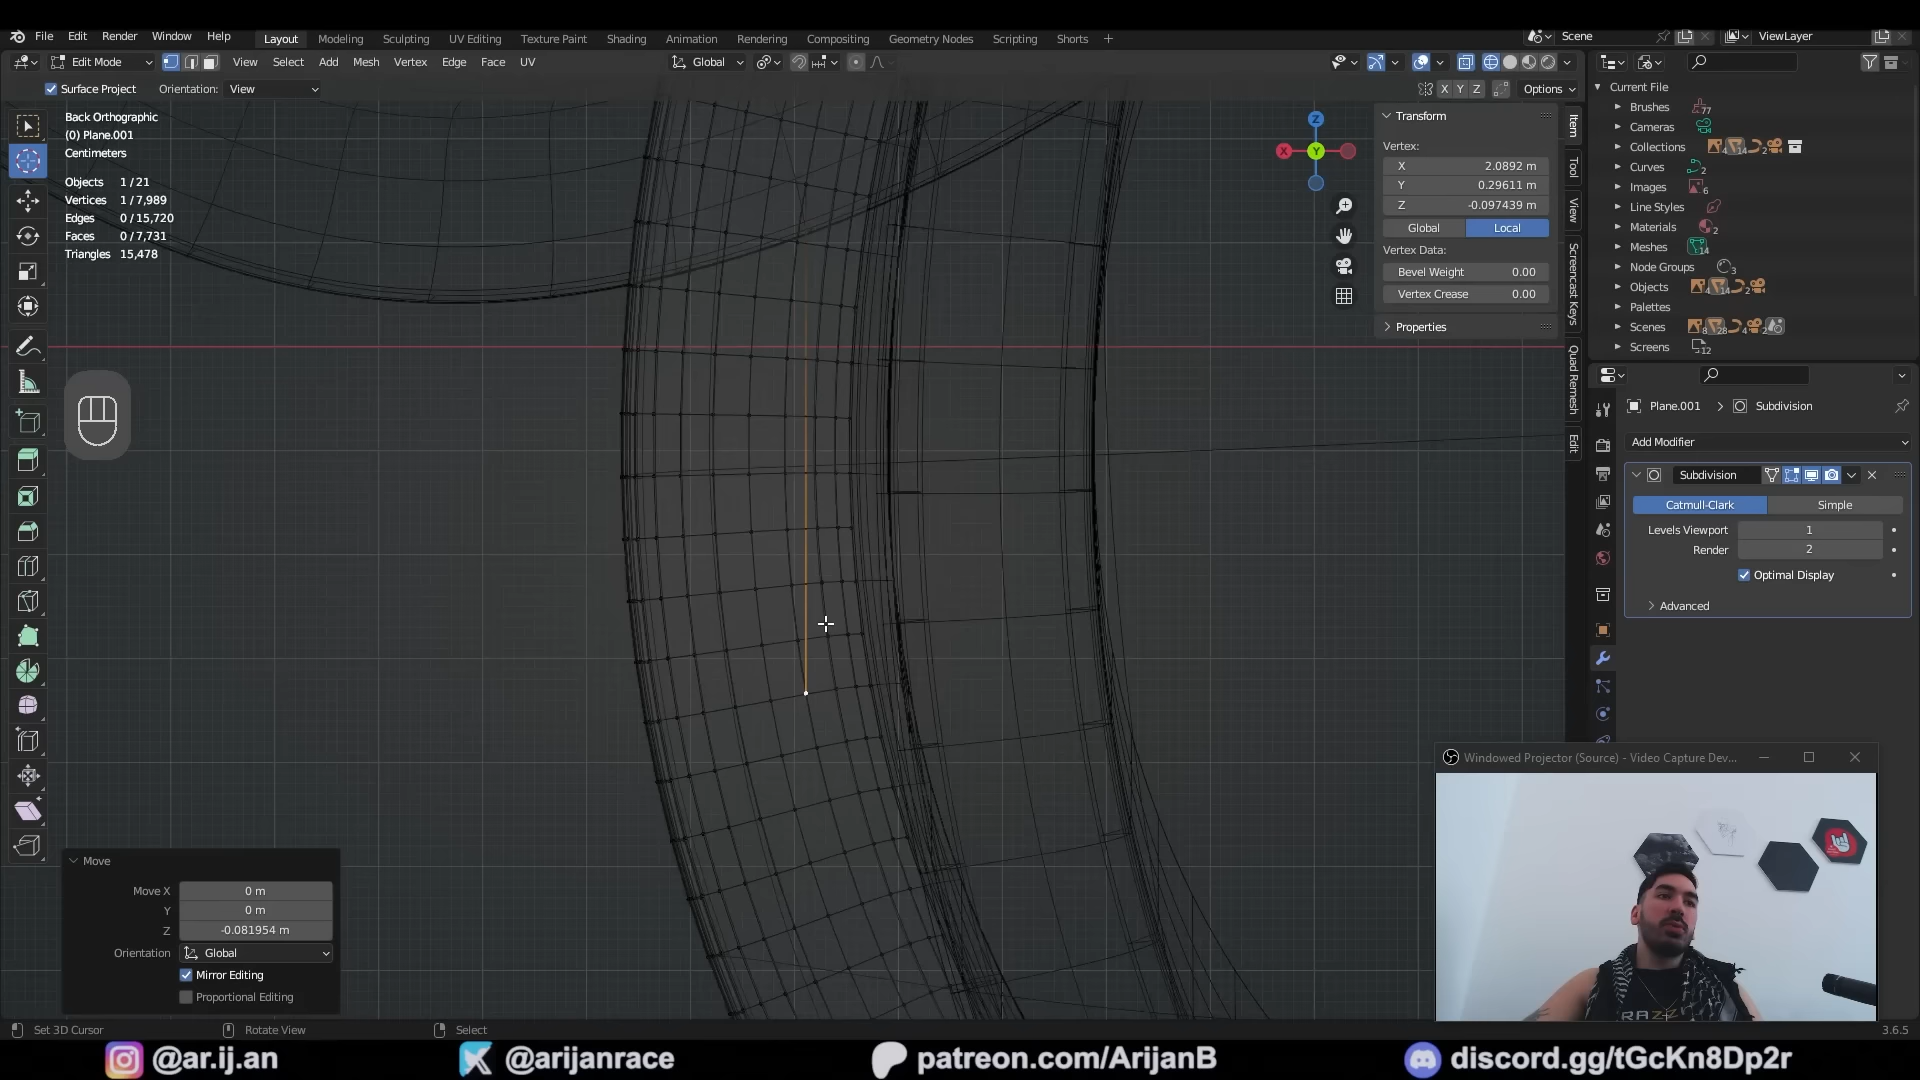 File Edit Render Window Help Layout Modeling Sculpting UV Editing Texture Paint Shading Animation Rendering Compositing Geometry Nodes Scripting Shorts + Scene ViewLayer
Edit Mode View Select Add Mesh Vertex Edge Face UV Global
Surface Project Orientation: View X Y Z Options
Back Orthographic
(0) Plane.001
Centimeters
Objects 1 / 21
Vertices 1 / 7,989
Edges 0 / 15,720
Faces 0 / 7,731
Triangles 15,478
Z
X
Y
Transform
Vertex:
X 2.0892 m
Y 0.29611 m
Z -0.097439 m
Global Local
Vertex Data:
Bevel Weight 0.00
Vertex Crease 0.00
Properties
Item
Tool
View
Screencast Keys
Quad Remesh
Edit
Current File
Brushes 77
Cameras
Collections 4 14 2
Curves 2
Images 6
Line Styles
Materials 2
Meshes 14
Node Groups 3
Objects 4 14 2
Palettes
Scenes 8 28 4 2
Screens 12
Plane.001 Subdivision
Add Modifier
Subdivision
Catmull-Clark Simple
Levels Viewport 1
Render 2
Optimal Display
Advanced
Windowed Projector (Source) - Video Capture Dev...
RAZZ
Move
Move X 0 m
Y 0 m
Z -0.081954 m
Orientation Global
Mirror Editing
Proportional Editing
Set 3D Cursor Rotate View Select 3.6.5
@ar.ij.an @arijanrace patreon.com/ArijanB discord.gg/tGcKn8Dp2r